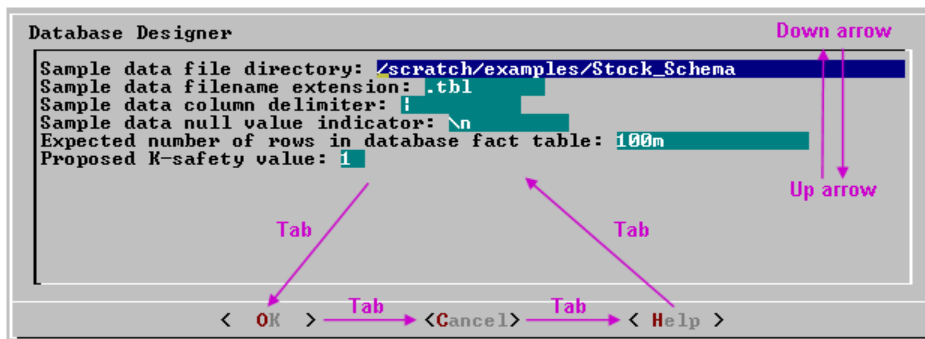 Database Designer
Down arrow
Sample data file directory: /scratch/examples/Stock_Schema
Sample data filename extension: .tbl
Sample data column delimiter: ¦
Sample data null value indicator: \n
Expected number of rows in database fact table: 100m
Proposed K-safety value: 1
Up arrow
Tab
Tab
< OK > Tab <Cancel> Tab < Help >